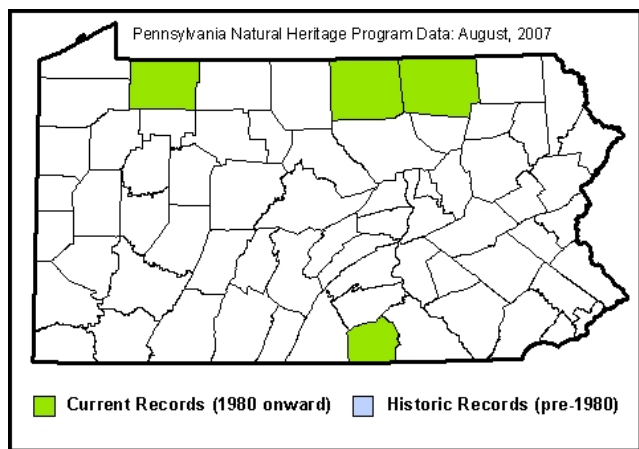 Pennsylvania Natural Heritage Program Data: August, 2007
Current Records (1980 onward) Historic Records (pre-1980)